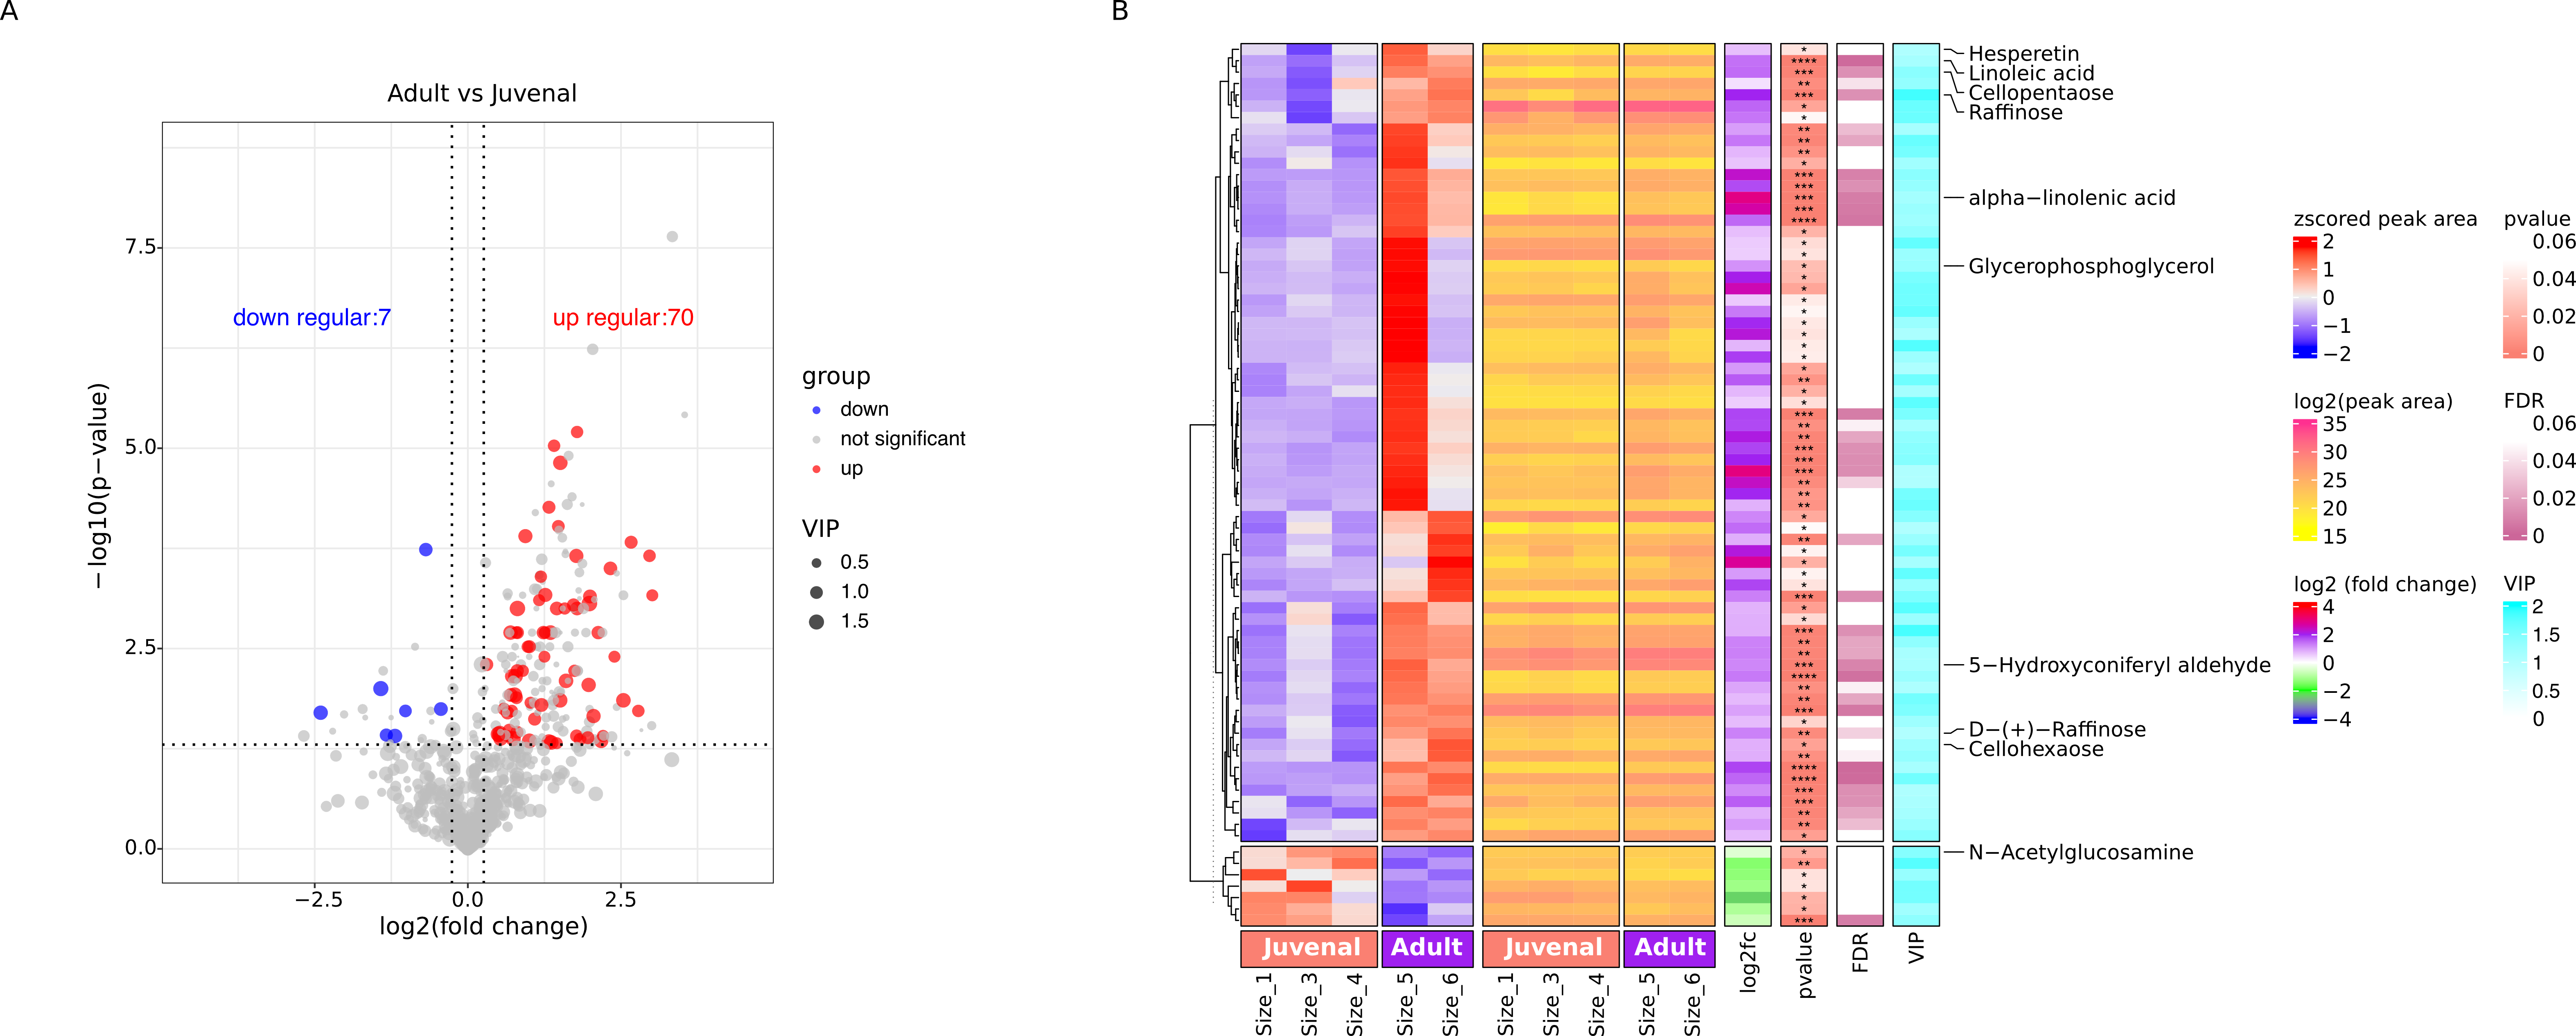 A
Adult vs Juvenal
7.5
5.0
2.5
0.0
−log10(p−value)
down regular:7
up regular:70
−2.5
0.0
2.5
log2(fold change)
group
down
not significant
up
VIP
0.5
1.0
1.5
B
*
****
***
**
***
*
*
**
**
**
*
***
***
***
***
****
*
*
*
*
*
*
*
*
*
*
*
*
*
**
*
*
***
**
**
***
***
***
**
**
**
*
*
**
*
*
*
*
***
*
*
***
**
**
***
****
**
**
***
*
**
*
**
****
****
***
***
**
**
*
*
**
*
*
*
*
***
Hesperetin
Linoleic acid
Cellopentaose
Raffinose
alpha−linolenic acid
Glycerophosphoglycerol
5−Hydroxyconiferyl aldehyde
D−(+)−Raffinose
Cellohexaose
N−Acetylglucosamine
Juvenal
Adult
Juvenal
Adult
Size_1
Size_3
Size_4
Size_5
Size_6
Size_1
Size_3
Size_4
Size_5
Size_6
log2fc
pvalue
FDR
VIP
zscored peak area
2
1
0
−1
−2
pvalue
0.06
0.04
0.02
0
log2(peak area)
35
30
25
20
15
FDR
0.06
0.04
0.02
0
log2 (fold change)
4
2
0
−2
−4
VIP
2
1.5
1
0.5
0